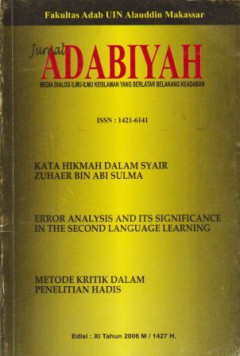 Fakultas Adab UIN Alauddin Makassar
Jurnal
ADABIYAH
MEDIA DIALOG ILMU-ILMU KEISLAMAN YANG BERLATAR BELAKANG KEADABAN
ISSN : 1421-6141
KATA HIKMAH DALAM SYAIR
ZUHAER BIN ABI SULMA
ERROR ANALYSIS AND ITS SIGNIFICANCE
IN THE SECOND LANGUAGE LEARNING
METODE KRITIK DALAM
PENELITIAN HADIS
Edisi : XI Tahun 2006 M / 1427 H.